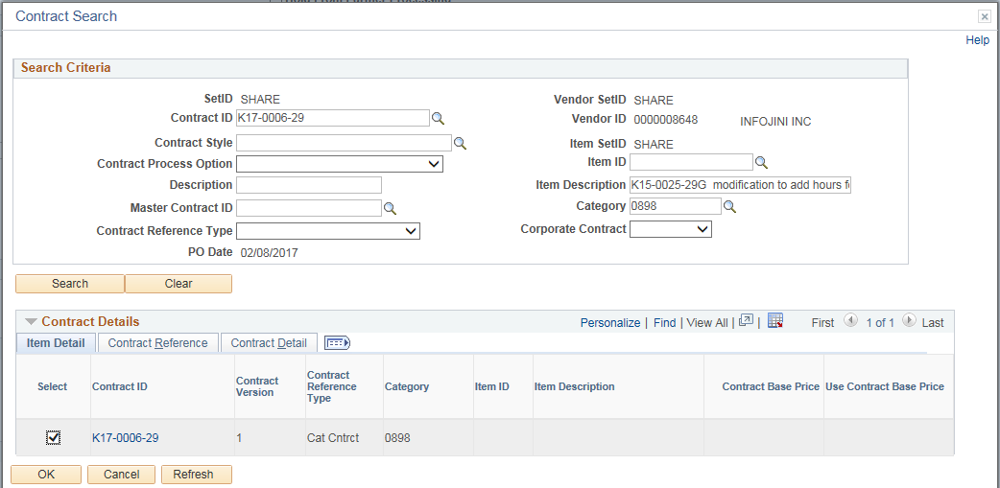 Contract Search
Help
Search Criteria
SetID SHARE
Vendor SetID SHARE
Contract ID K17-0006-29
Vendor ID 0000008648 INFOJINI INC
Contract Style
Item SetID SHARE
Contract Process Option
Item ID
Description
Item Description K15-0025-29G modification to add hours f
Master Contract ID
Category 0898
Contract Reference Type
Corporate Contract
PO Date 02/08/2017
Search Clear
Contract Details Personalize | Find | View All | | First 1 of 1 Last
Item Detail Contract Reference Contract Detail
Select Contract ID Contract Version Contract Reference Type Category Item ID Item Description Contract Base Price Use Contract Base Price
K17-0006-29 1 Cat Cntrct 0898
OK Cancel Refresh